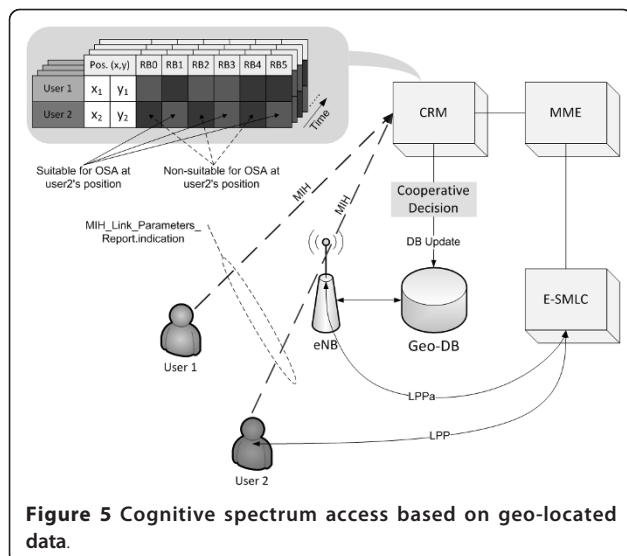 Pos. (x,y) RB0 RB1 RB2 RB3 RB4 RB5
User 1 x1 y1
User 2 x2 y2
Time
Suitable for OSA at
user2's position
Non-suitable for OSA at
user2's position
CRM
MME
MIH
MIH
Cooperative
Decision
DB Update
MIH_Link_Parameters_
Report.indication
E-SMLC
User 1
eNB
Geo-DB
LPPa
LPP
User 2
Figure 5 Cognitive spectrum access based on geo-located
data.